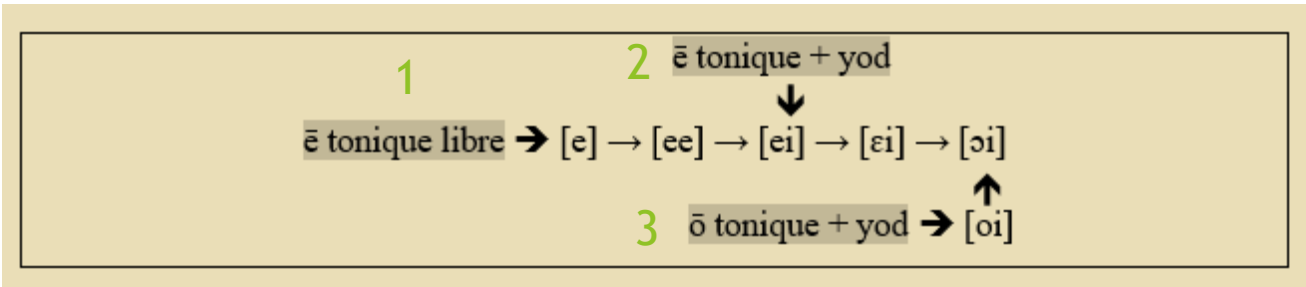 1
2 ē tonique + yod
ē tonique libre ➔ [e] → [ee] → [ei] → [ɛi] → [ɔi]
3 ō tonique + yod ➔ [oi]